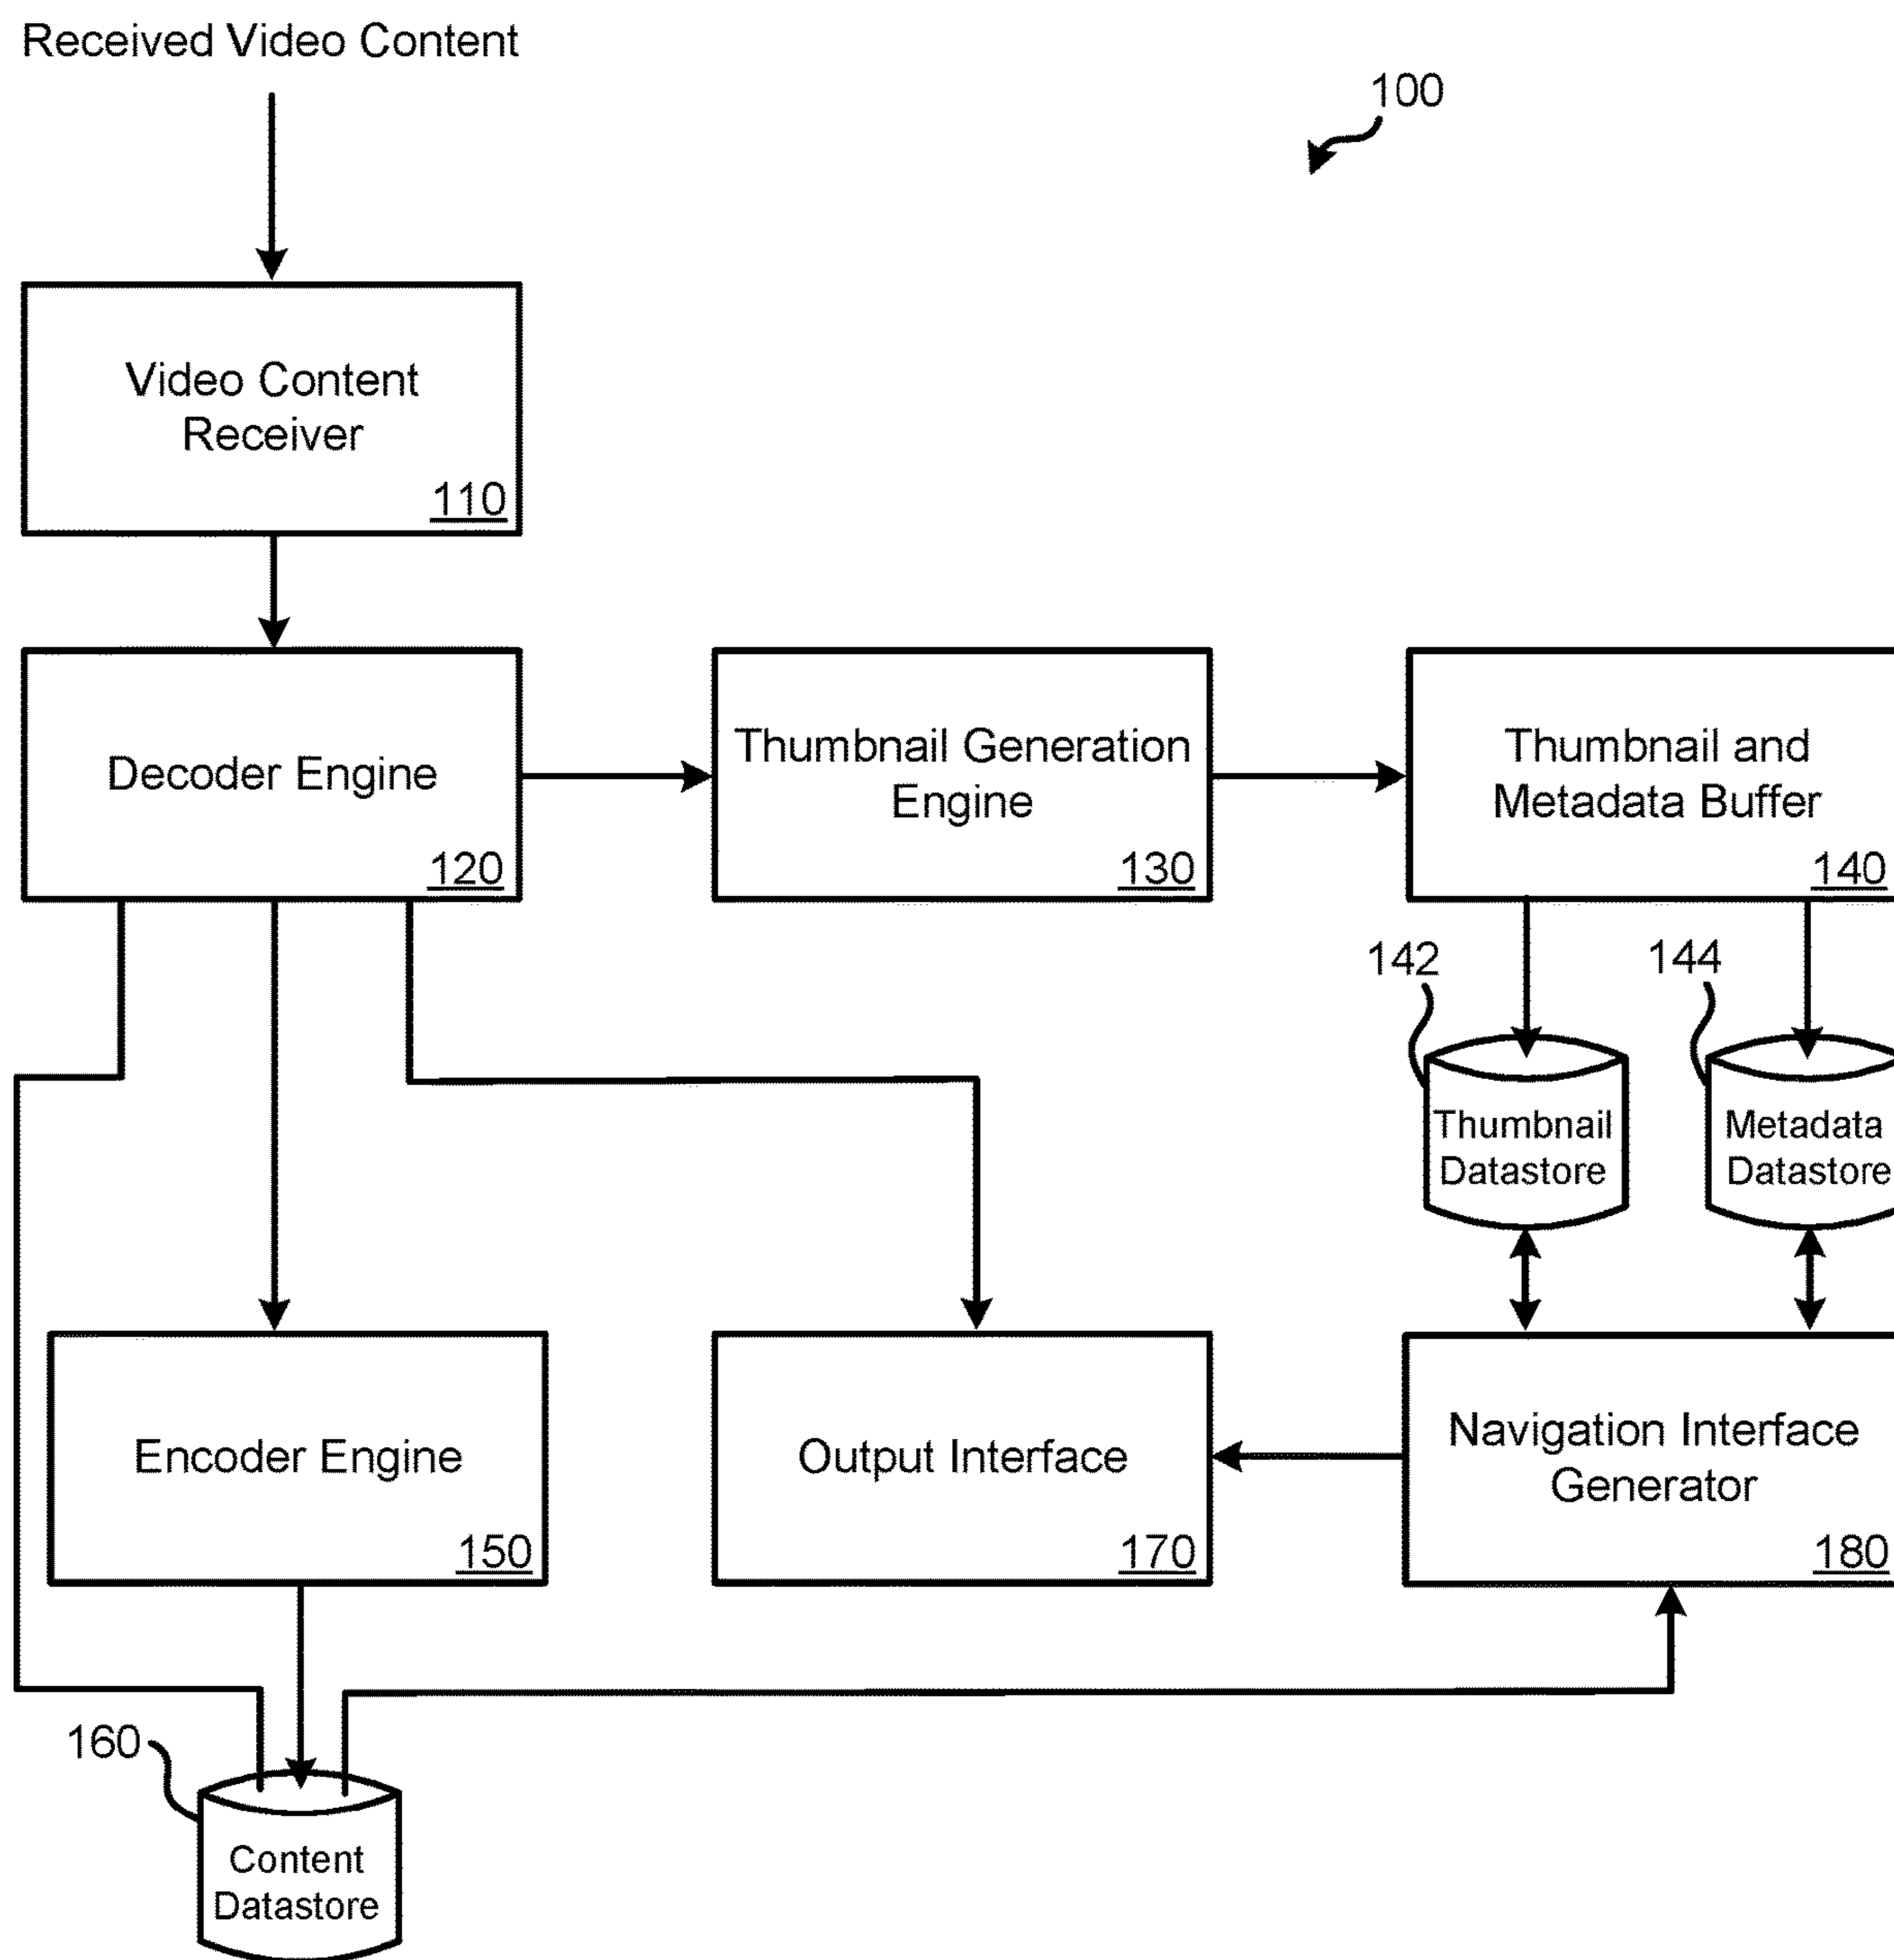 Received Video Content
100
Video Content
Receiver
110
Decoder Engine
120
Thumbnail Generation
Engine
130
Thumbnail and
Metadata Buffer
140
142
144
Thumbnail
Datastore
Metadata
Datastore
Encoder Engine
150
Output Interface
170
Navigation Interface
Generator
180
160
Content
Datastore